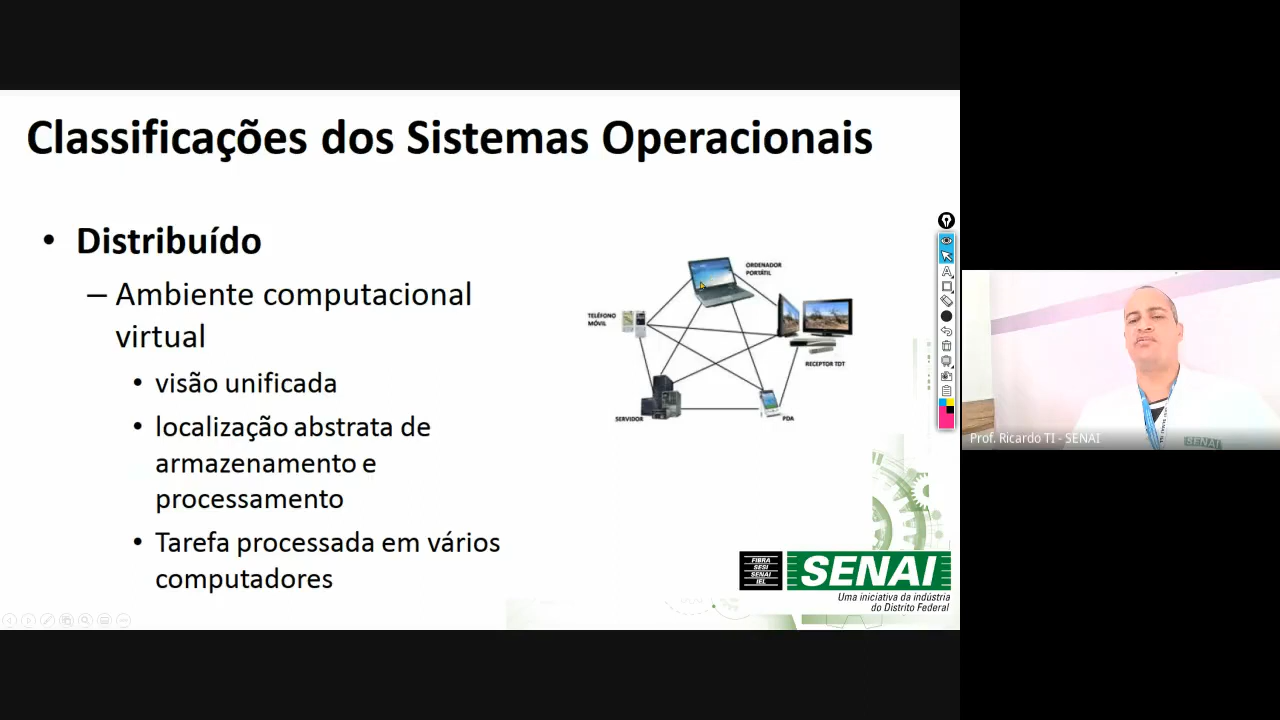 Classificações dos Sistemas Operacionais
• Distribuído
– Ambiente computacional
virtual
• visão unificada
• localização abstrata de
armazenamento e
processamento
• Tarefa processada em vários
computadores
ORDENADOR
PORTÁTIL
TELÉFONO
MÓVIL
RECEPTOR TDT
SERVIDOR
PDA
FIBRA
SESI
SENAI
IEL
SENAI
Uma iniciativa da indústria
do Distrito Federal
A
Prof. Ricardo TI - SENAI
SENAI